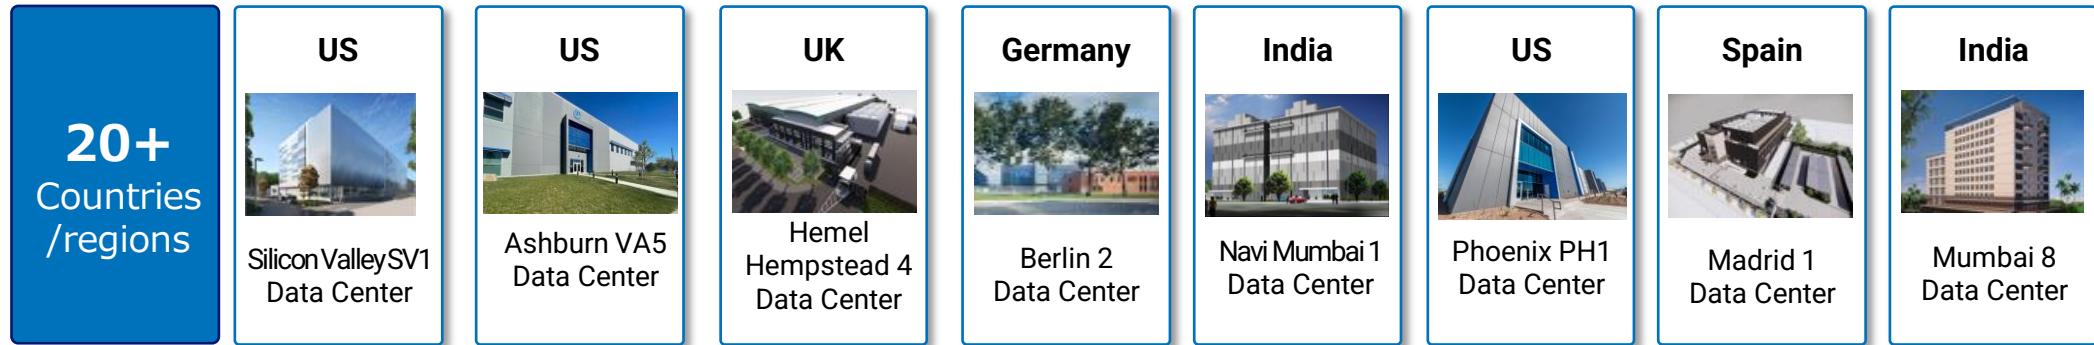 20+
Countries
/regions
US
Silicon Valley SV1
Data Center
US
Ashburn VA5
Data Center
UK
Hemel
Hempstead 4
Data Center
Germany
Berlin 2
Data Center
India
Navi Mumbai 1
Data Center
US
Phoenix PH1
Data Center
Spain
Madrid 1
Data Center
India
Mumbai 8
Data Center